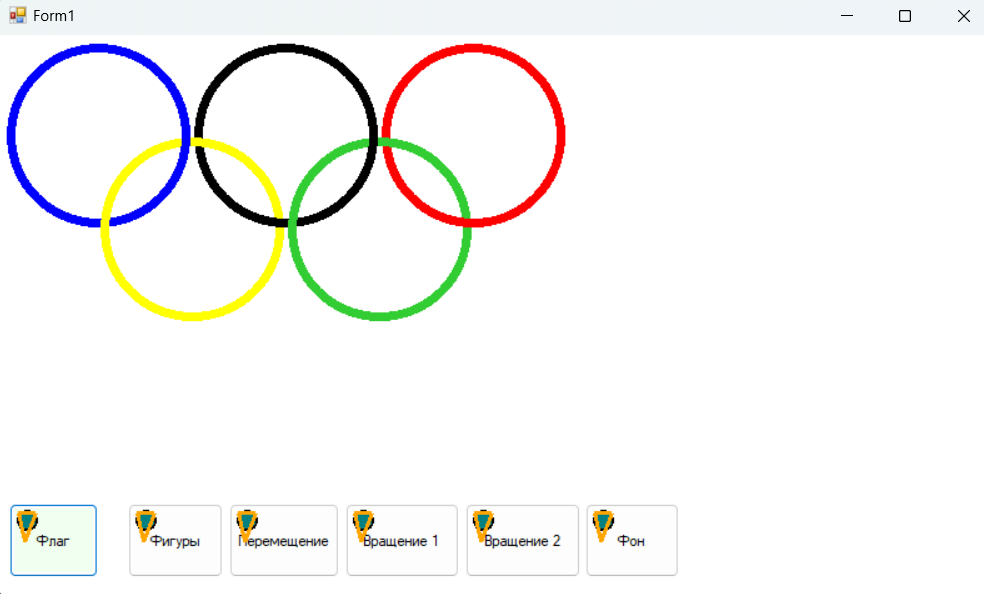 Form1
Флаг
Фигуры
Перемещение
Вращение 1
Вращение 2
Фон